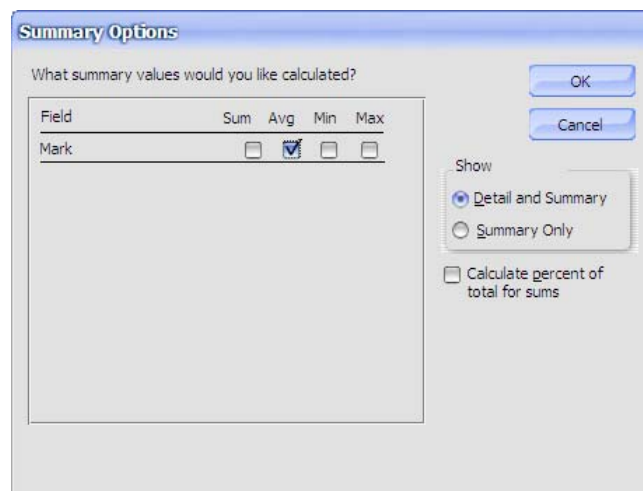 Summary Options
What summary values would you like calculated?
OK
Cancel
Field Sum Avg Min Max
Mark
Show
Detail and Summary
Summary Only
Calculate percent of
total for sums